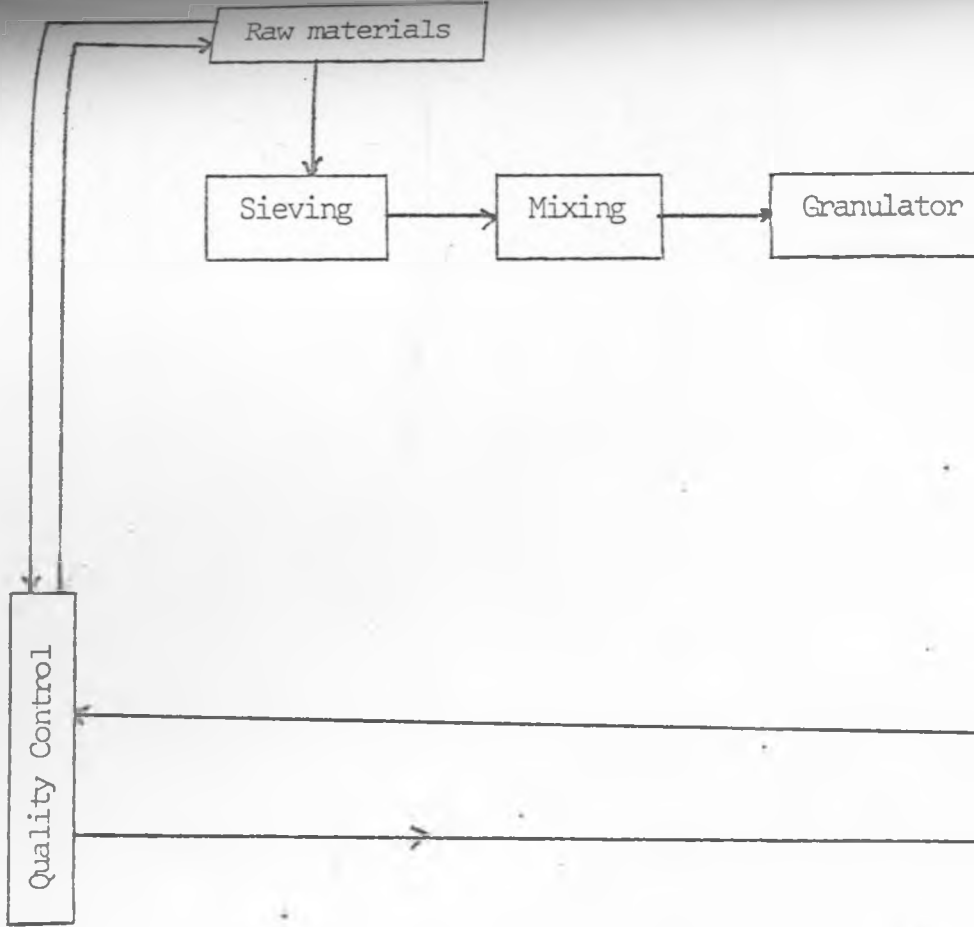 Raw materials
Sieving
Mixing
Granulator
Quality Control